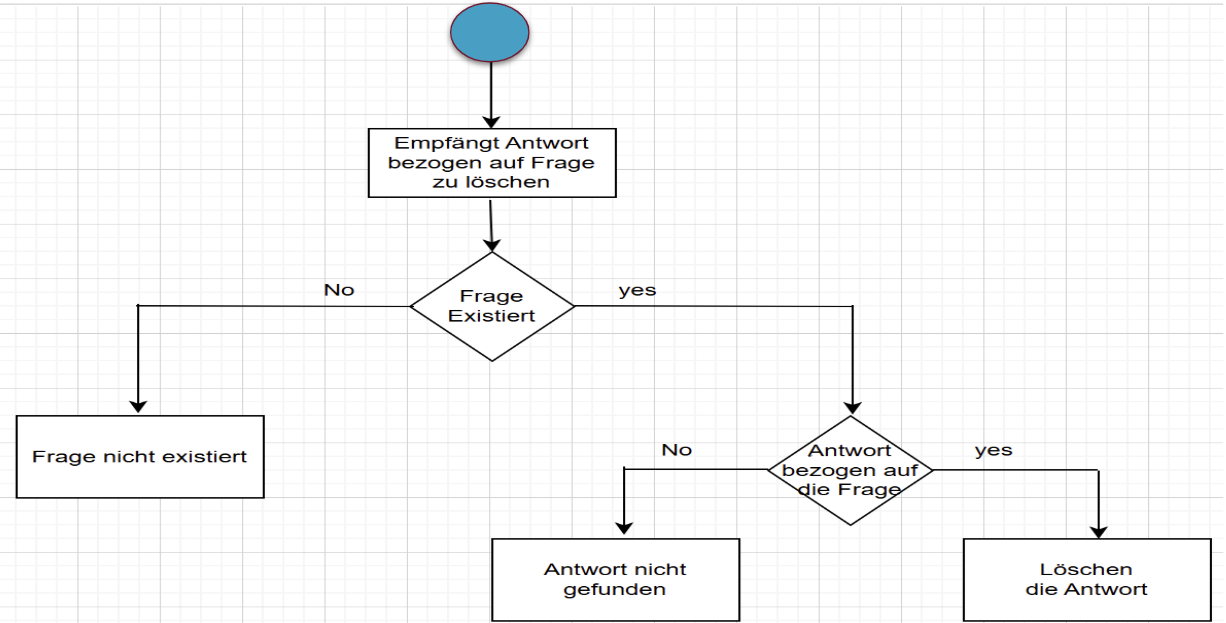 Empfängt Antwort
bezogen auf Frage
zu löschen
No
yes
Frage
Existiert
Frage nicht existiert
No
yes
Antwort
bezogen auf
die Frage
Antwort nicht
gefunden
Löschen
die Antwort